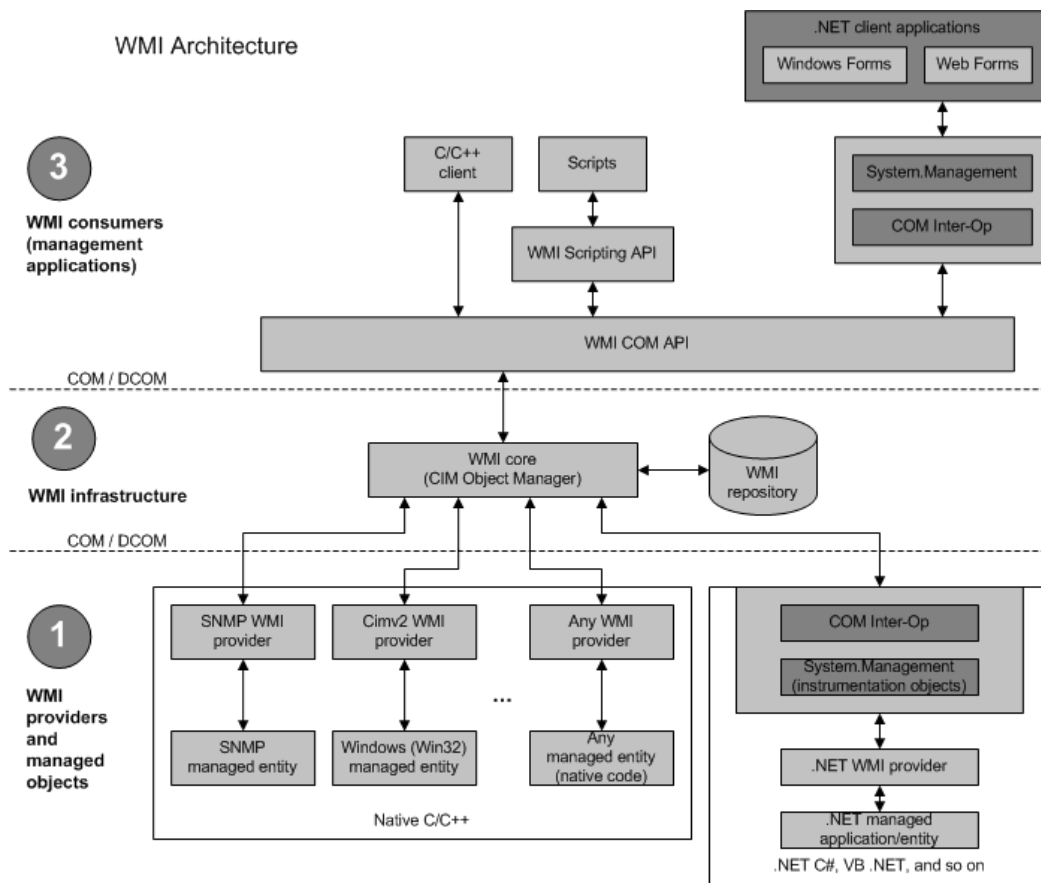 WMI Architecture
.NET client applications
Windows Forms
Web Forms
3
WMI consumers
(management
applications)
C/C++
client
Scripts
WMI Scripting API
System.Management
COM Inter-Op
WMI COM API
COM / DCOM
2
WMI infrastructure
WMI core
(CIM Object Manager)
WMI
repository
COM / DCOM
1
WMI
providers
and
managed
objects
SNMP WMI
provider
Cimv2 WMI
provider
Any WMI
provider
...
SNMP
managed entity
Windows (Win32)
managed entity
Any
managed entity
(native code)
Native C/C++
COM Inter-Op
System.Management
(instrumentation objects)
.NET WMI provider
.NET managed
application/entity
.NET C#, VB .NET, and so on